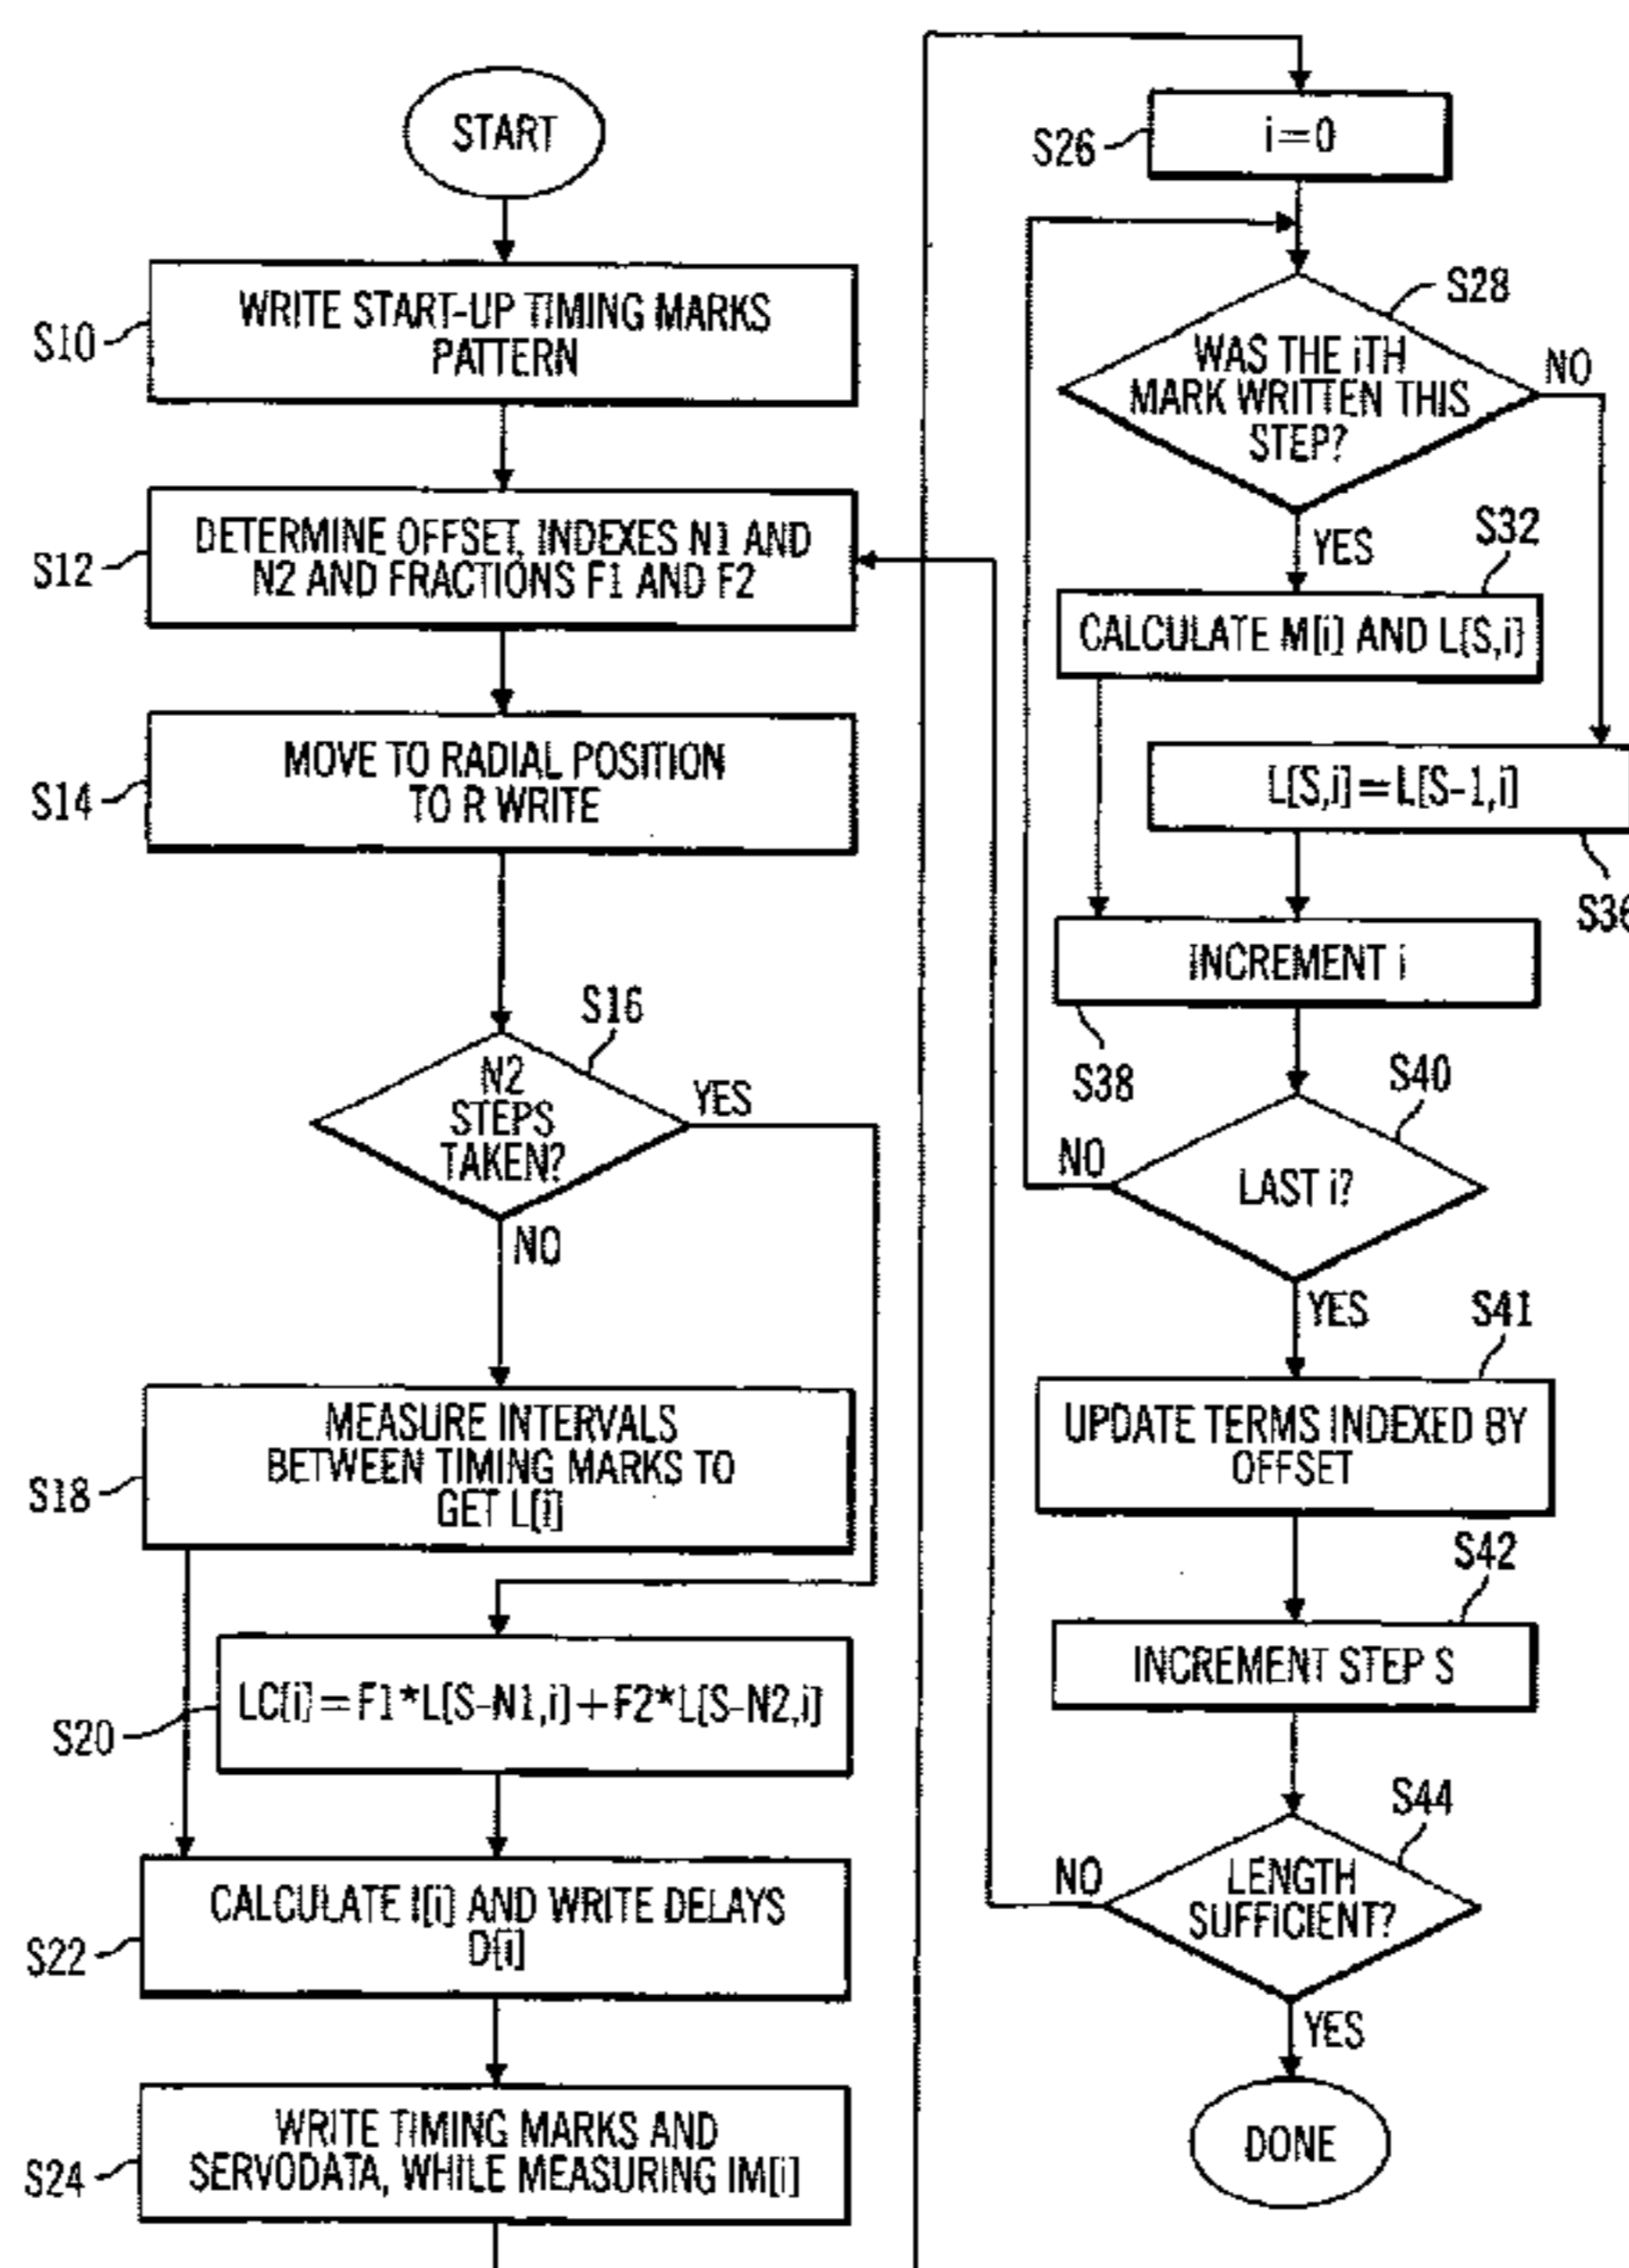 START
S10
WRITE START-UP TIMING MARKS
PATTERN
S12
DETERMINE OFFSET, INDEXES N1 AND
N2 AND FRACTIONS F1 AND F2
S14
MOVE TO RADIAL POSITION
TO R WRITE
S16
N2
STEPS
TAKEN?
YES
NO
S18
MEASURE INTERVALS
BETWEEN TIMING MARKS TO
GET L[i]
S20
LC[i]=F1*L[S-N1,i]+F2*L[S-N2,i]
S22
CALCULATE I[i] AND WRITE DELAYS
D[i]
S24
WRITE TIMING MARKS AND
SERVODATA, WHILE MEASURING IM[i]
S26
i=0
S28
WAS THE iTH
MARK WRITTEN THIS
STEP?
NO
YES
S32
CALCULATE M[i] AND L[S,i]
L[S,i]=L[S-1,i]
S36
INCREMENT i
S38
S40
LAST i?
NO
YES
S41
UPDATE TERMS INDEXED BY
OFFSET
S42
INCREMENT STEP S
S44
LENGTH
SUFFICIENT?
NO
YES
DONE